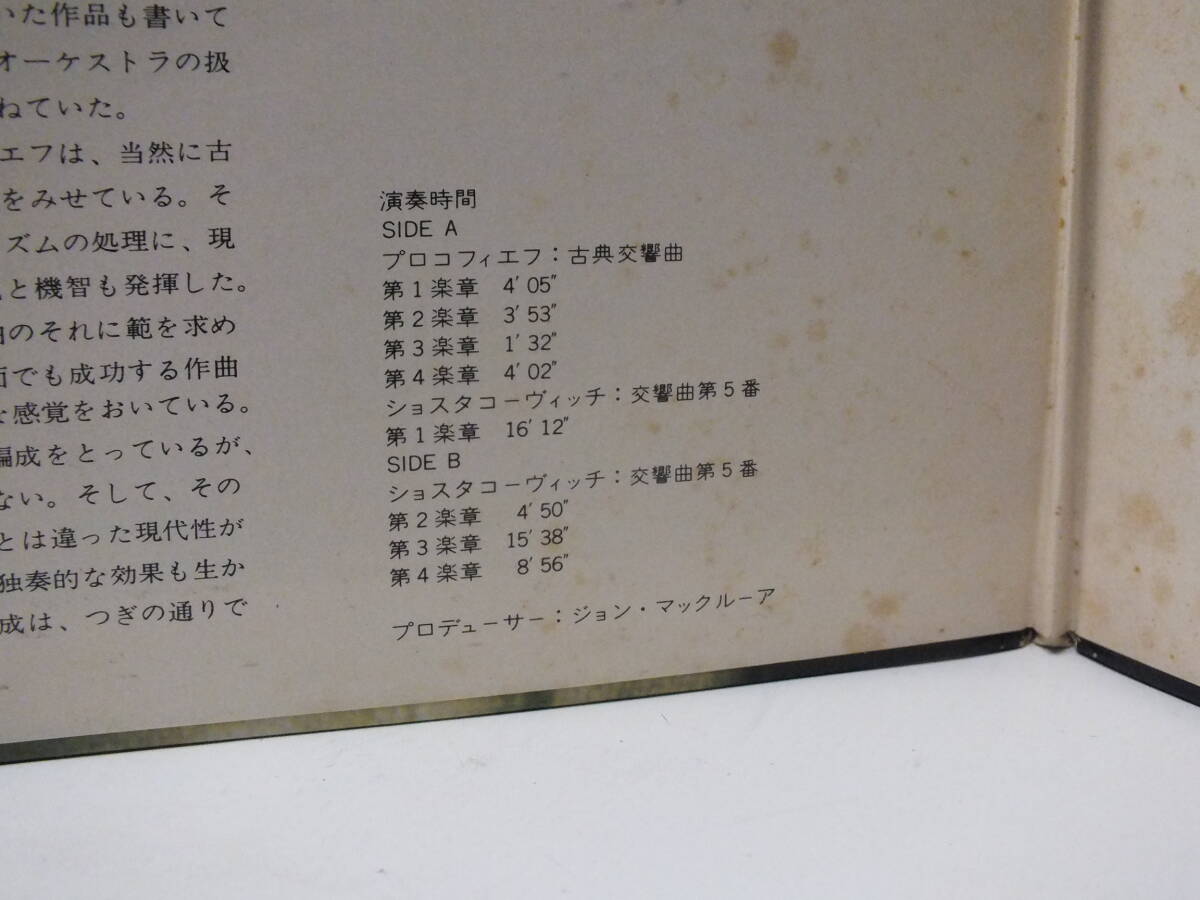 いた作品も書いて
オーケストラの扱
ねていた。
エフは、当然に古
をみせている。そ
ズムの処理に、現
と機智も発揮した。
のそれに範を求め
でも成功する作曲
感覚をおいている。
編成をとっているが、
ない。そして、その
とは違った現代性が
独奏的な効果も生か
成は、つぎの通りで
演奏時間
SIDE A
プロコフィエフ：古典交響曲
第1楽章 4′05″
第2楽章 3′53″
第3楽章 1′32″
第4楽章 4′02″
ショスタコーヴィッチ：交響曲第5番
第1楽章 16′12″
SIDE B
ショスタコーヴィッチ：交響曲第5番
第2楽章 4′50″
第3楽章 15′38″
第4楽章 8′56″
プロデューサー：ジョン・マックルーア